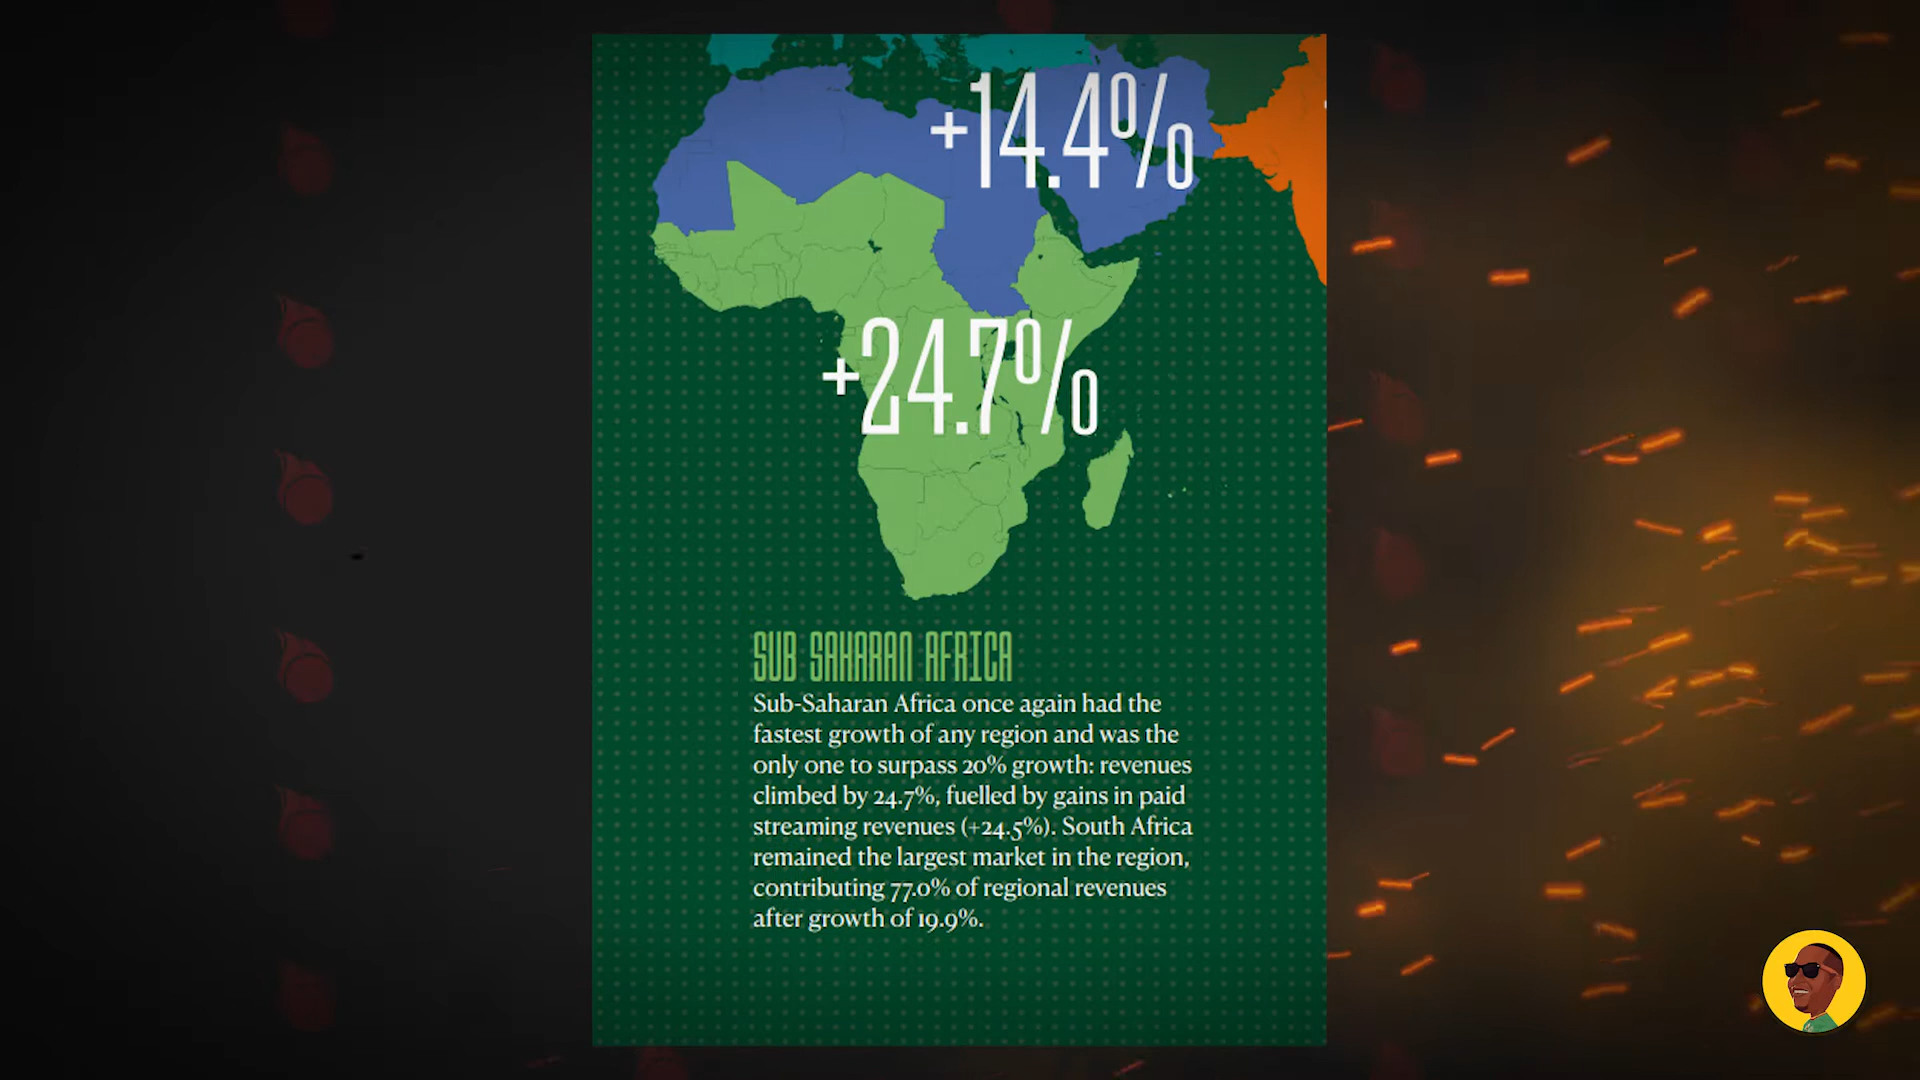 +14.4%
+24.7%
SUB SAHARAN AFRICA
Sub-Saharan Africa once again had the
fastest growth of any region and was the
only one to surpass 20% growth: revenues
climbed by 24.7%, fuelled by gains in paid
streaming revenues (+24.5%). South Africa
remained the largest market in the region,
contributing 77.0% of regional revenues
after growth of 19.9%.